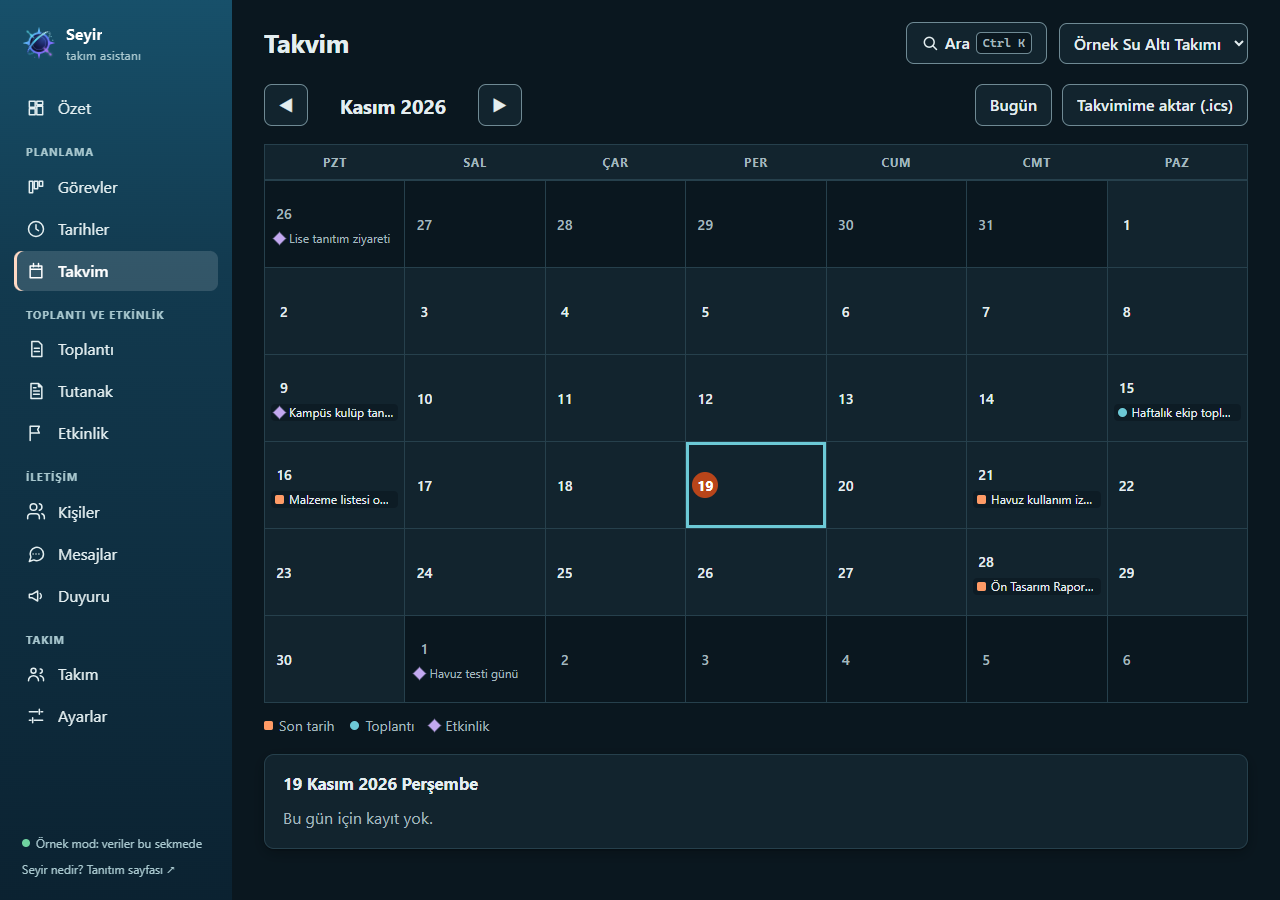 Seyir
takım asistanı
Özet
PLANLAMA
Görevler
Tarihler
Takvim
TOPLANTI VE ETKİNLİK
Toplantı
Tutanak
Etkinlik
İLETİŞİM
Kişiler
Mesajlar
Duyuru
TAKIM
Takım
Ayarlar
Örnek mod: veriler bu sekmede
Seyir nedir? Tanıtım sayfası ↗
Takvim
Ara Ctrl K
Örnek Su Altı Takımı
◀ Kasım 2026 ▶
Bugün
Takvimime aktar (.ics)
PZT SAL ÇAR PER CUM CMT PAZ
26 27 28 29 30 31 1
Lise tanıtım ziyareti
2 3 4 5 6 7 8
9 10 11 12 13 14 15
Kampüs kulüp tan... Haftalık ekip topl...
16 17 18 19 20 21 22
Malzeme listesi o... Havuz kullanım iz...
23 24 25 26 27 28 29
Ön Tasarım Rapor...
30 1 2 3 4 5 6
Havuz testi günü
Son tarih Toplantı Etkinlik
19 Kasım 2026 Perşembe
Bu gün için kayıt yok.